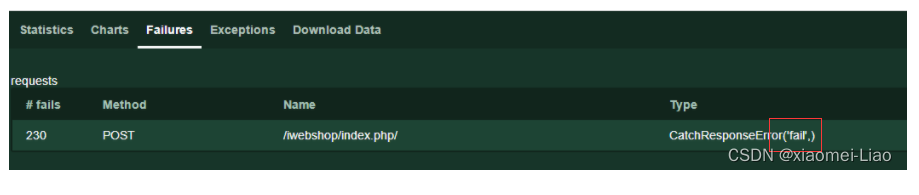 Statistics Charts Failures Exceptions Download Data
requests
# fails Method Name Type
230 POST /iwebshop/index.php/ CatchResponseError('fail',)
CSDN @xiaomei-Liao